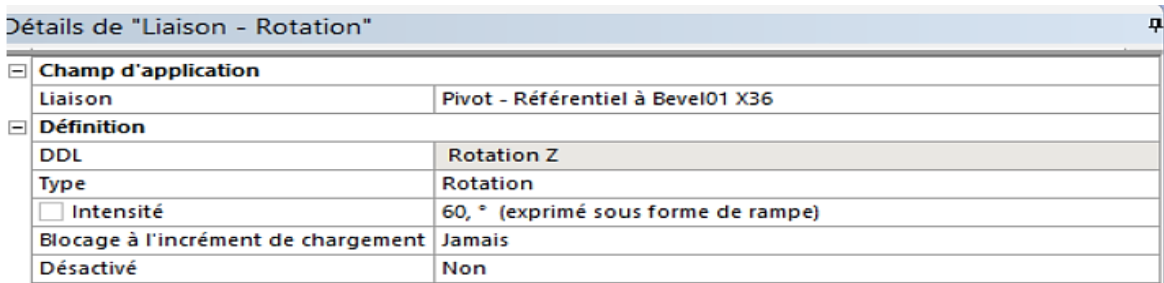 Détails de "Liaison - Rotation"
Champ d'application
Liaison Pivot - Référentiel à Bevel01 X36
Définition
DDL Rotation Z
Type Rotation
Intensité 60, ° (exprimé sous forme de rampe)
Blocage à l'incrément de chargement Jamais
Désactivé Non